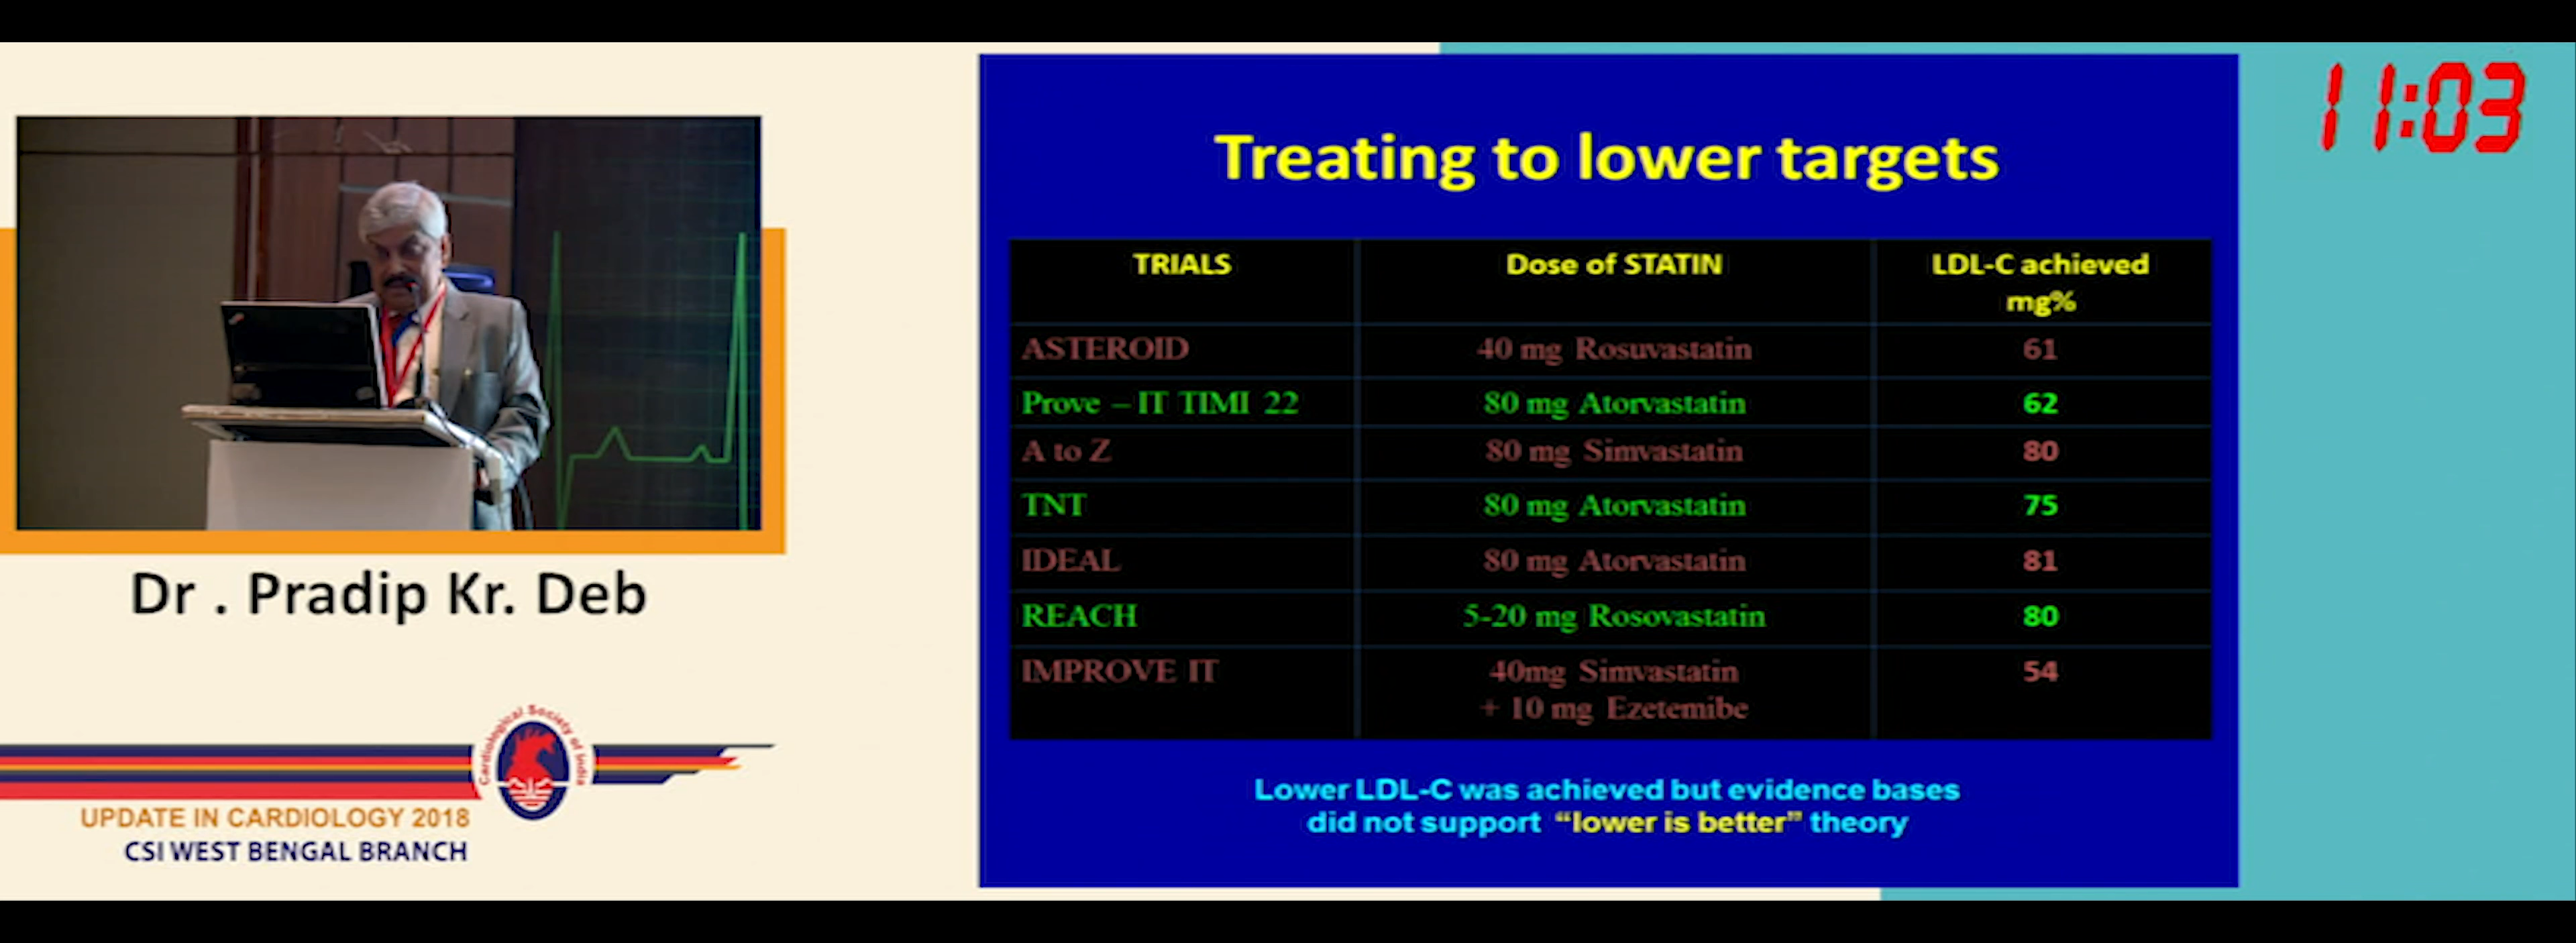 11:03
Treating to lower targets
TRIALS Dose of STATIN LDL-C achieved mg%
ASTEROID 40 mg Rosuvastatin 61
Prove – IT TIMI 22 80 mg Atorvastatin 62
A to Z 80 mg Simvastatin 80
TNT 80 mg Atorvastatin 75
IDEAL 80 mg Atorvastatin 81
REACH 5-20 mg Rosovastatin 80
IMPROVE IT 40mg Simvastatin 54
+ 10 mg Ezetemibe
Lower LDL-C was achieved but evidence bases
did not support “lower is better” theory
Dr . Pradip Kr. Deb
Cardiological Society of India
UPDATE IN CARDIOLOGY 2018
CSI WEST BENGAL BRANCH